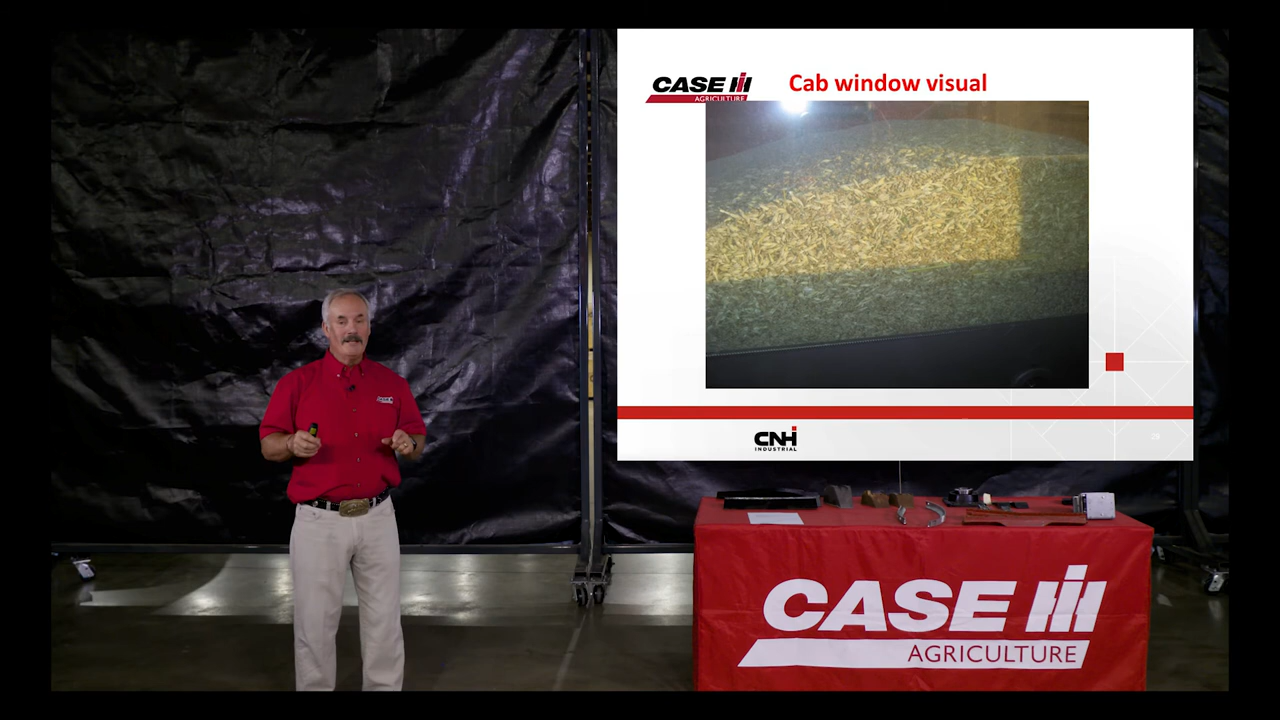 CASE IH
AGRICULTURE
Cab window visual
CNH
INDUSTRIAL
CASE IH
AGRICULTURE